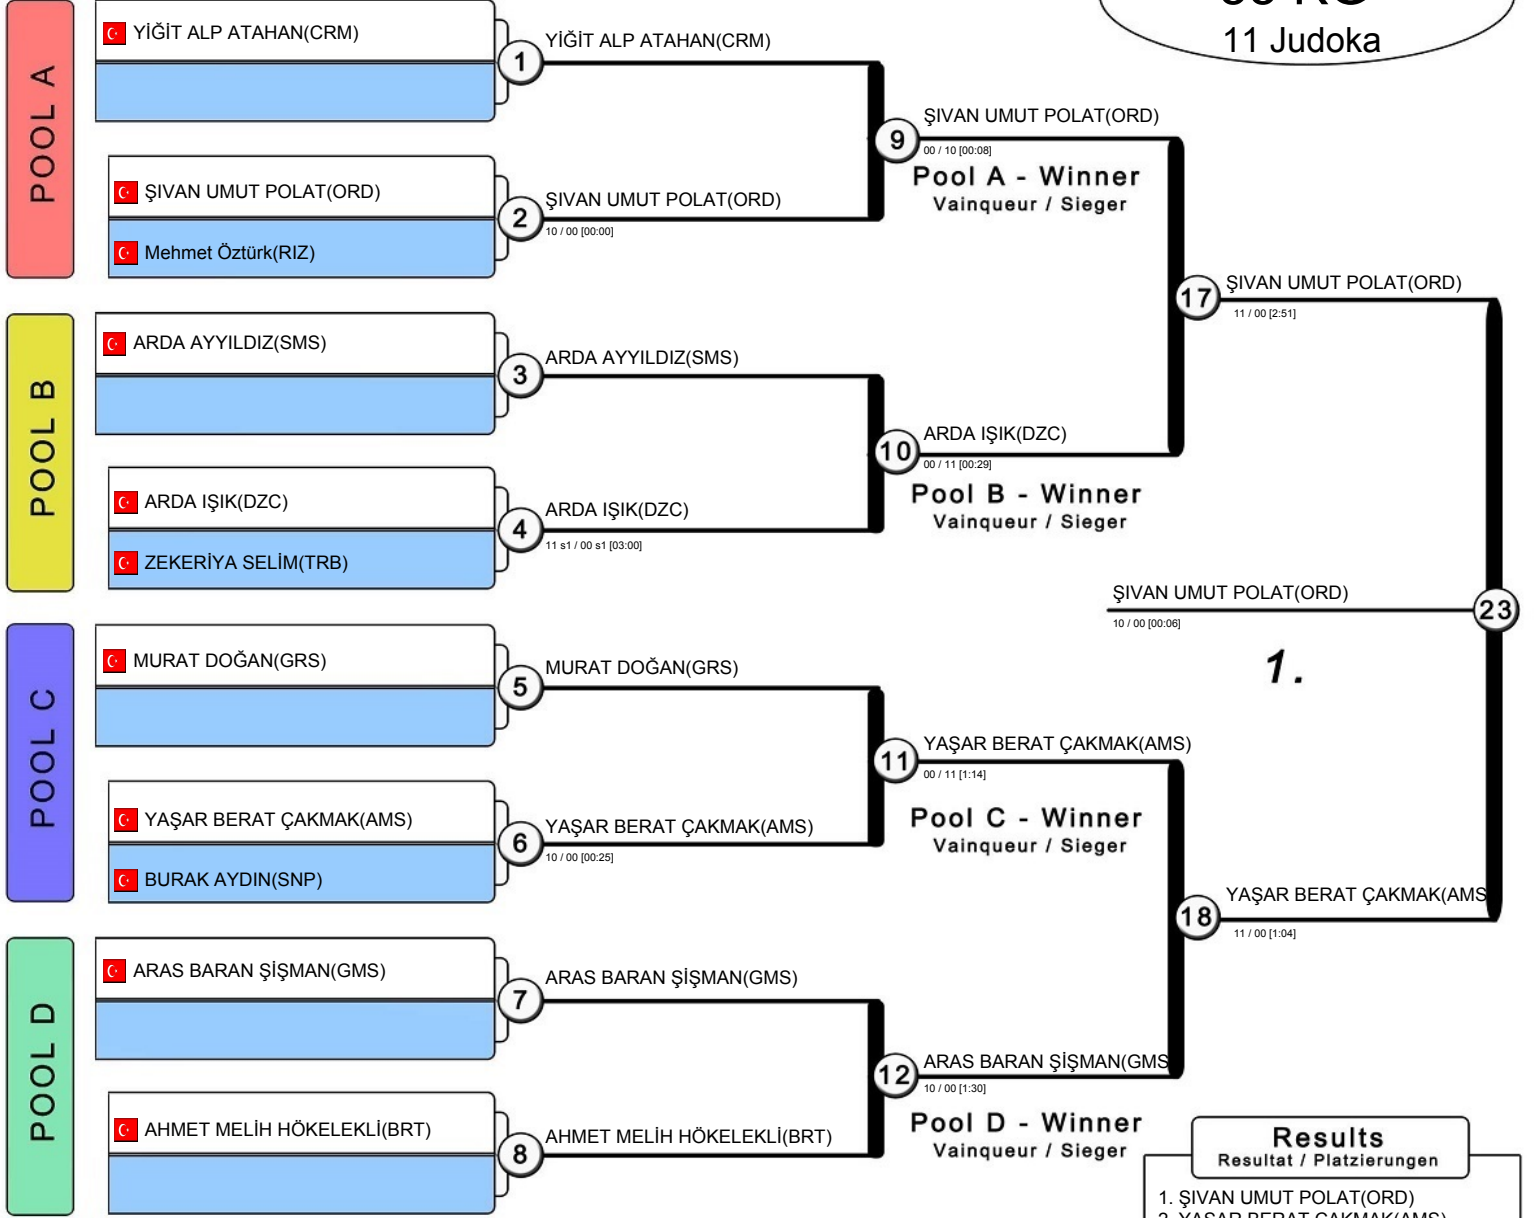 11 Judoka
POOL A
YİĞİT ALP ATAHAN(CRM)
1
YİĞİT ALP ATAHAN(CRM)
ŞIVAN UMUT POLAT(ORD)
Mehmet Öztürk(RIZ)
2
ŞIVAN UMUT POLAT(ORD)
10 / 00 [00:00]
9
ŞIVAN UMUT POLAT(ORD)
00 / 10 [00:08]
Pool A - Winner
Vainqueur / Sieger
POOL B
ARDA AYYILDIZ(SMS)
3
ARDA AYYILDIZ(SMS)
ARDA IŞIK(DZC)
ZEKERİYA SELİM(TRB)
4
ARDA IŞIK(DZC)
11 s1 / 00 s1 [03:00]
10
ARDA IŞIK(DZC)
00 / 11 [00:29]
Pool B - Winner
Vainqueur / Sieger
17
ŞIVAN UMUT POLAT(ORD)
11 / 00 [2:51]
POOL C
MURAT DOĞAN(GRS)
5
MURAT DOĞAN(GRS)
YAŞAR BERAT ÇAKMAK(AMS)
BURAK AYDIN(SNP)
6
YAŞAR BERAT ÇAKMAK(AMS)
10 / 00 [00:25]
11
YAŞAR BERAT ÇAKMAK(AMS)
00 / 11 [1:14]
Pool C - Winner
Vainqueur / Sieger
POOL D
ARAS BARAN ŞİŞMAN(GMS)
7
ARAS BARAN ŞİŞMAN(GMS)
AHMET MELİH HÖKELEKLİ(BRT)
8
AHMET MELİH HÖKELEKLİ(BRT)
12
ARAS BARAN ŞİŞMAN(GMS
10 / 00 [1:30]
Pool D - Winner
Vainqueur / Sieger
18
YAŞAR BERAT ÇAKMAK(AMS
11 / 00 [1:04]
23
ŞIVAN UMUT POLAT(ORD)
10 / 00 [00:06]
1.
Results
Resultat / Platzierungen
1. ŞIVAN UMUT POLAT(ORD)
2. YAŞAR BERAT ÇAKMAK(AMS)